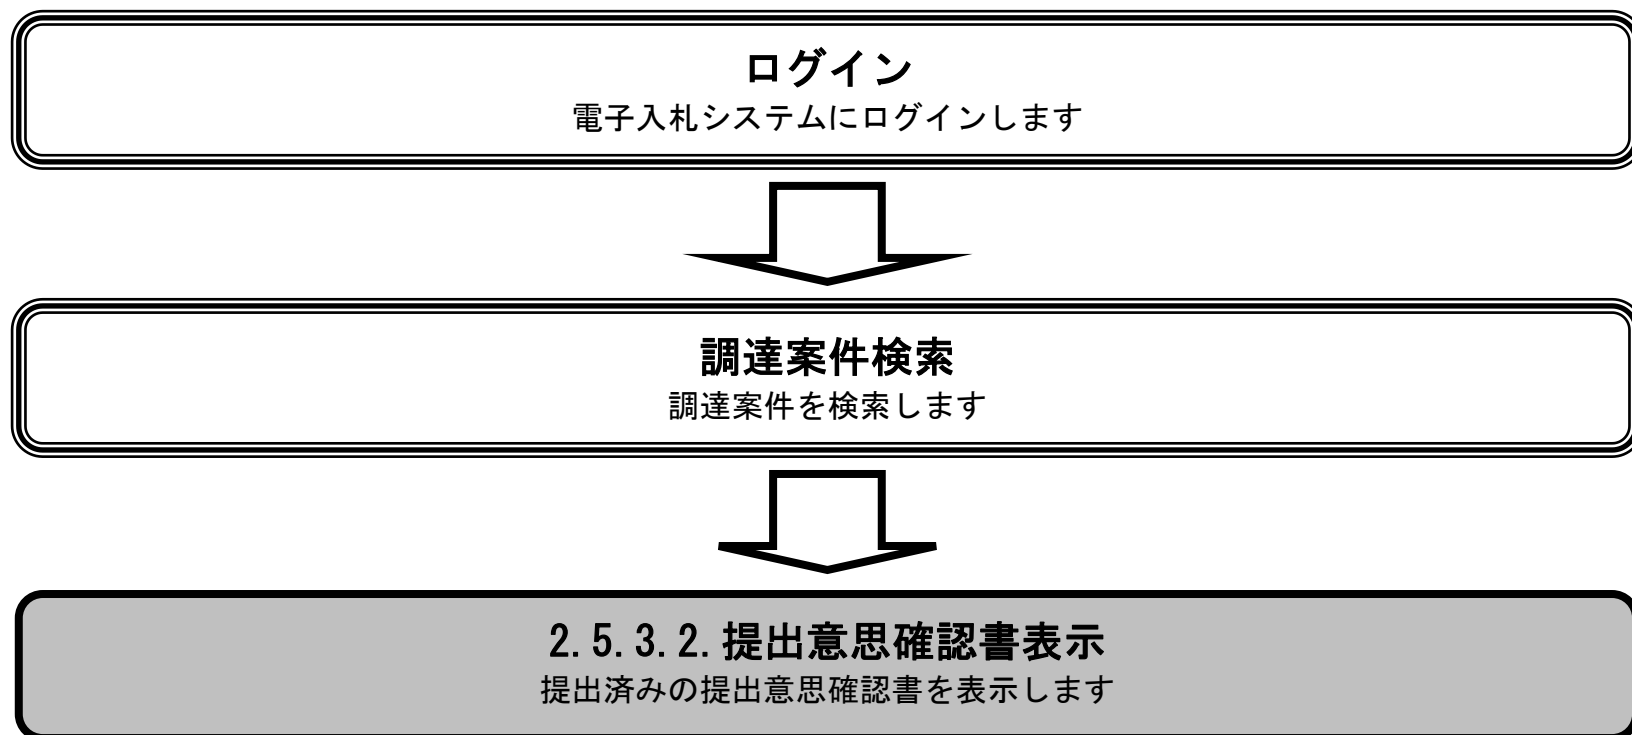 ログイン
電子入札システムにログインします
調達案件検索
調達案件を検索します
2.5.3.2.提出意思確認書表示
提出済みの提出意思確認書を表示します